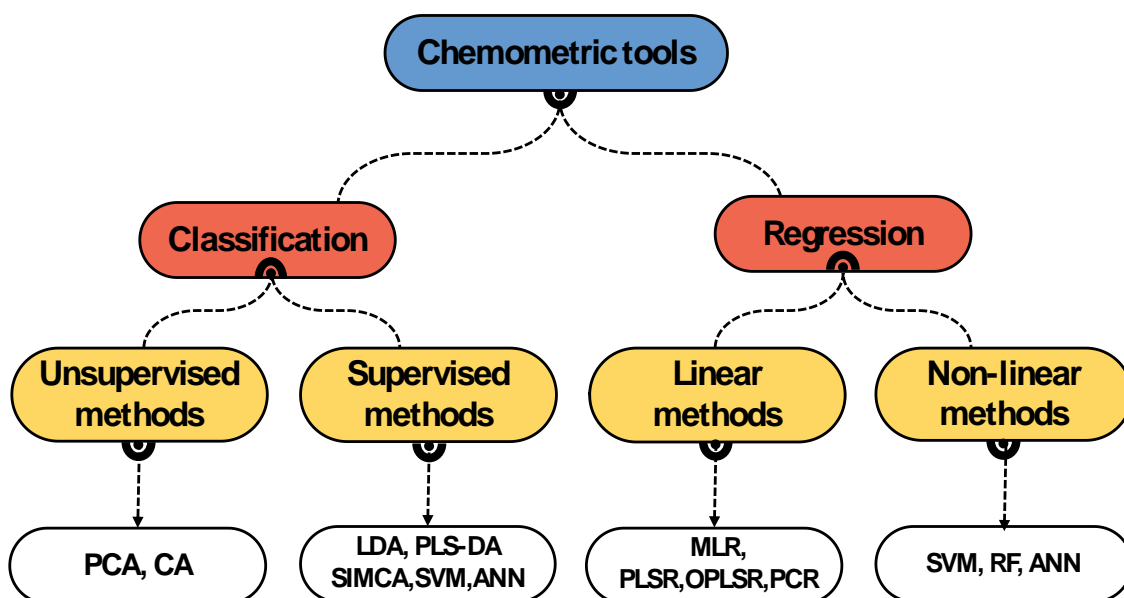 Chemometric tools
Classification
Regression
Unsupervised
methods
Supervised
methods
Linear
methods
Non-linear
methods
PCA, CA
LDA, PLS-DA
SIMCA,SVM,ANN
MLR,
PLSR,OPLSR,PCR
SVM, RF, ANN